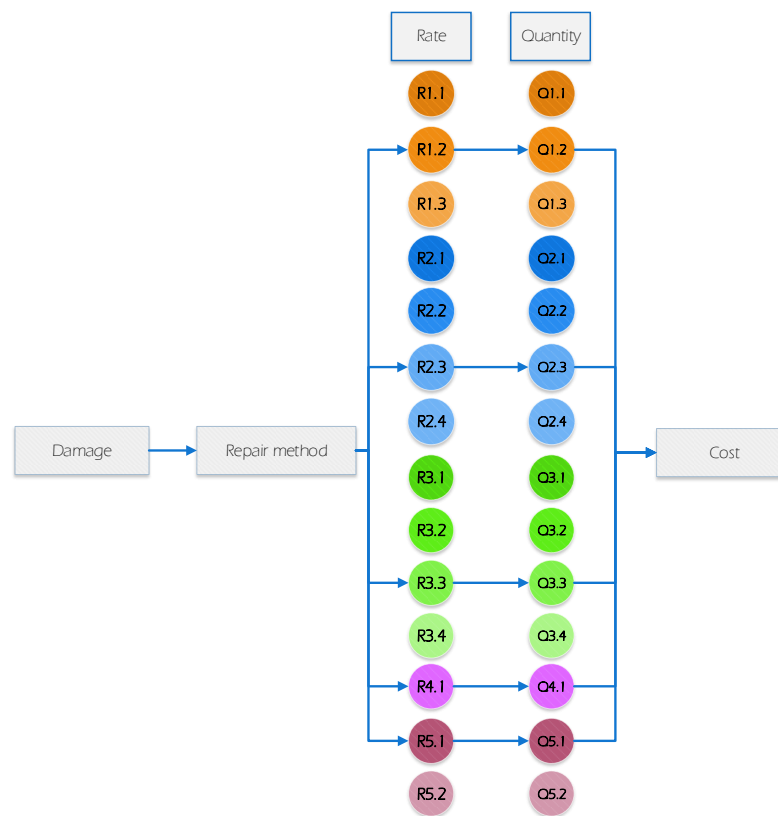 Rate
Quantity
R1.1
Q1.1
R1.2
Q1.2
R1.3
Q1.3
R2.1
Q2.1
R2.2
Q2.2
R2.3
Q2.3
R2.4
Q2.4
Damage
Repair method
Cost
R3.1
Q3.1
R3.2
Q3.2
R3.3
Q3.3
R3.4
Q3.4
R4.1
Q4.1
R5.1
Q5.1
R5.2
Q5.2